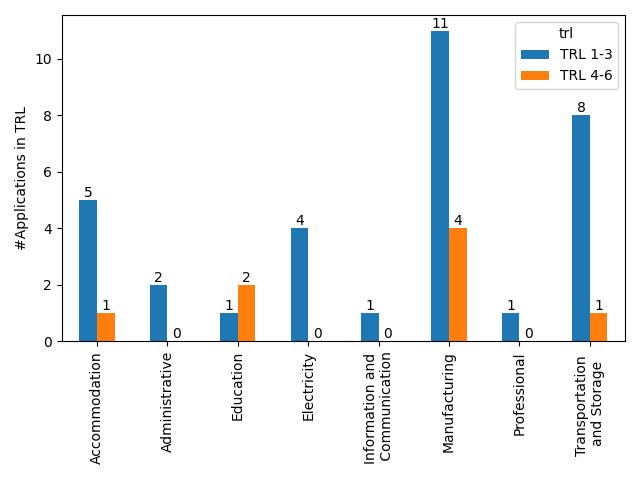 #Applications in TRL
0
2
4
6
8
10
5
1
2
0
1
2
4
0
1
0
11
4
1
0
8
1
trl
TRL 1-3
TRL 4-6
Accommodation
Administrative
Education
Electricity
Information and
Communication
Manufacturing
Professional
Transportation
and Storage